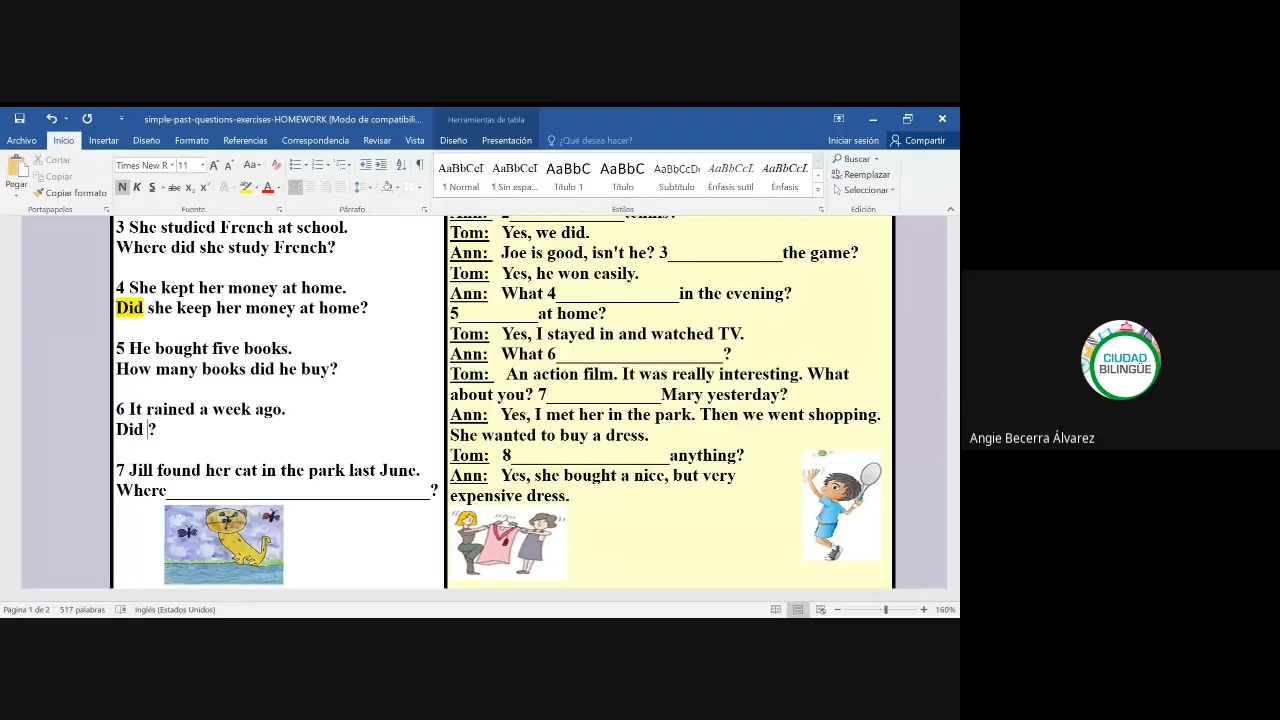 simple-past-questions-exercises-HOMEWORK [Modo de compatibili...
Herramientas de tabla
Archivo
Inicio
Insertar
Diseño
Formato
Referencias
Correspondencia
Revisar
Vista
Diseño
Presentación
¿Qué desea hacer?
Iniciar sesión
Compartir
Pegar
Cortar
Copiar
Copiar formato
Portapapeles
Times New R
11
Fuente
Párrafo
AaBbCcI
¶ Normal
AaBbCcI
¶ Sin espa...
AaBbC
Título 1
AaBbC
Título
AaBbCcD
Subtítulo
AaBbCcI
Énfasis sutil
AaBbCcI
Énfasis
Estilos
Buscar
Reemplazar
Seleccionar
Edición
3 She studied French at school.
Where did she study French?
4 She kept her money at home.
Did she keep her money at home?
5 He bought five books.
How many books did he buy?
6 It rained a week ago.
Did ?
7 Jill found her cat in the park last June.
Where__________________________?
Ann: 2______________tennis?
Tom: Yes, we did.
Ann: Joe is good, isn't he? 3______________the game?
Tom: Yes, he won easily.
Ann: What 4_______________in the evening?
5__________at home?
Tom: Yes, I stayed in and watched TV.
Ann: What 6____________________?
Tom: An action film. It was really interesting. What
about you? 7______________Mary yesterday?
Ann: Yes, I met her in the park. Then we went shopping.
She wanted to buy a dress.
Tom: 8___________________anything?
Ann: Yes, she bought a nice, but very
expensive dress.
Página 1 de 2
517 palabras
Inglés (Estados Unidos)
160%
CIUDAD
BILINGÜE
Angie Becerra Álvarez